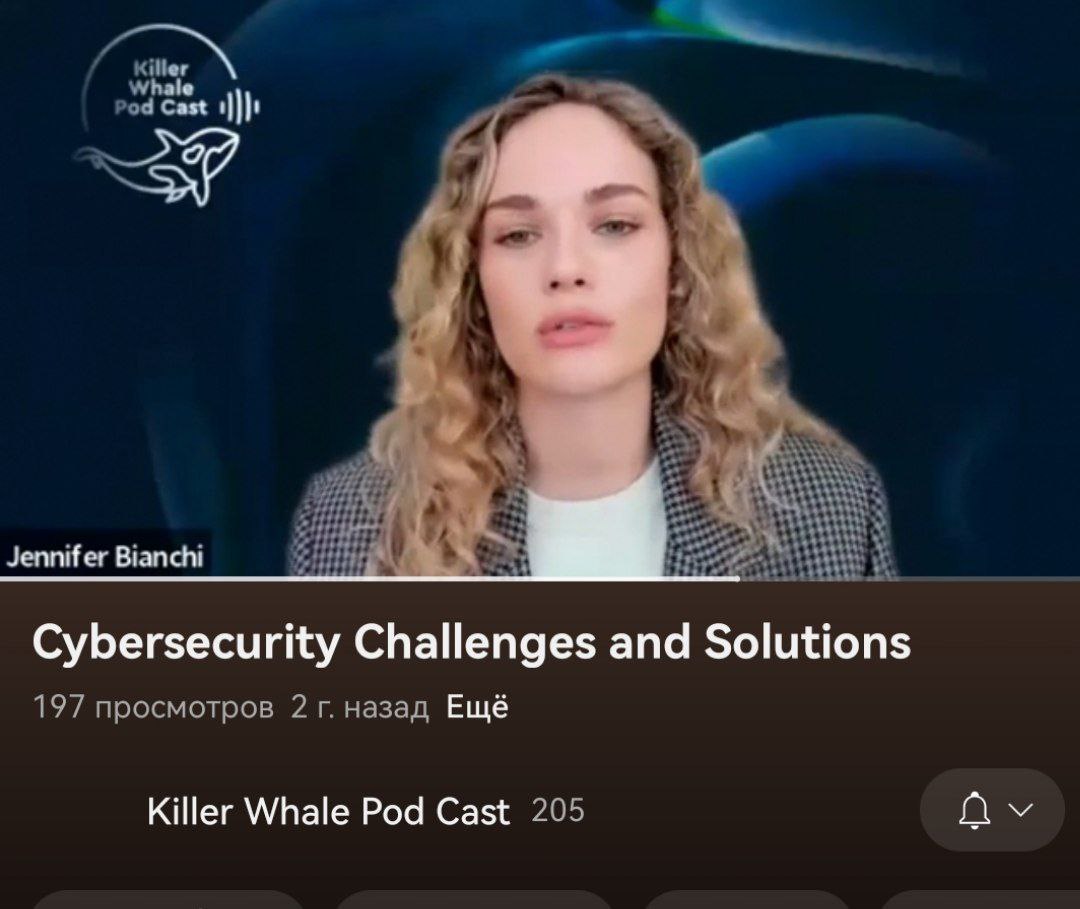 Killer
Whale
Pod Cast
Jennifer Bianchi
Cybersecurity Challenges and Solutions
197 просмотров 2 г. назад Ещё
Killer Whale Pod Cast 205